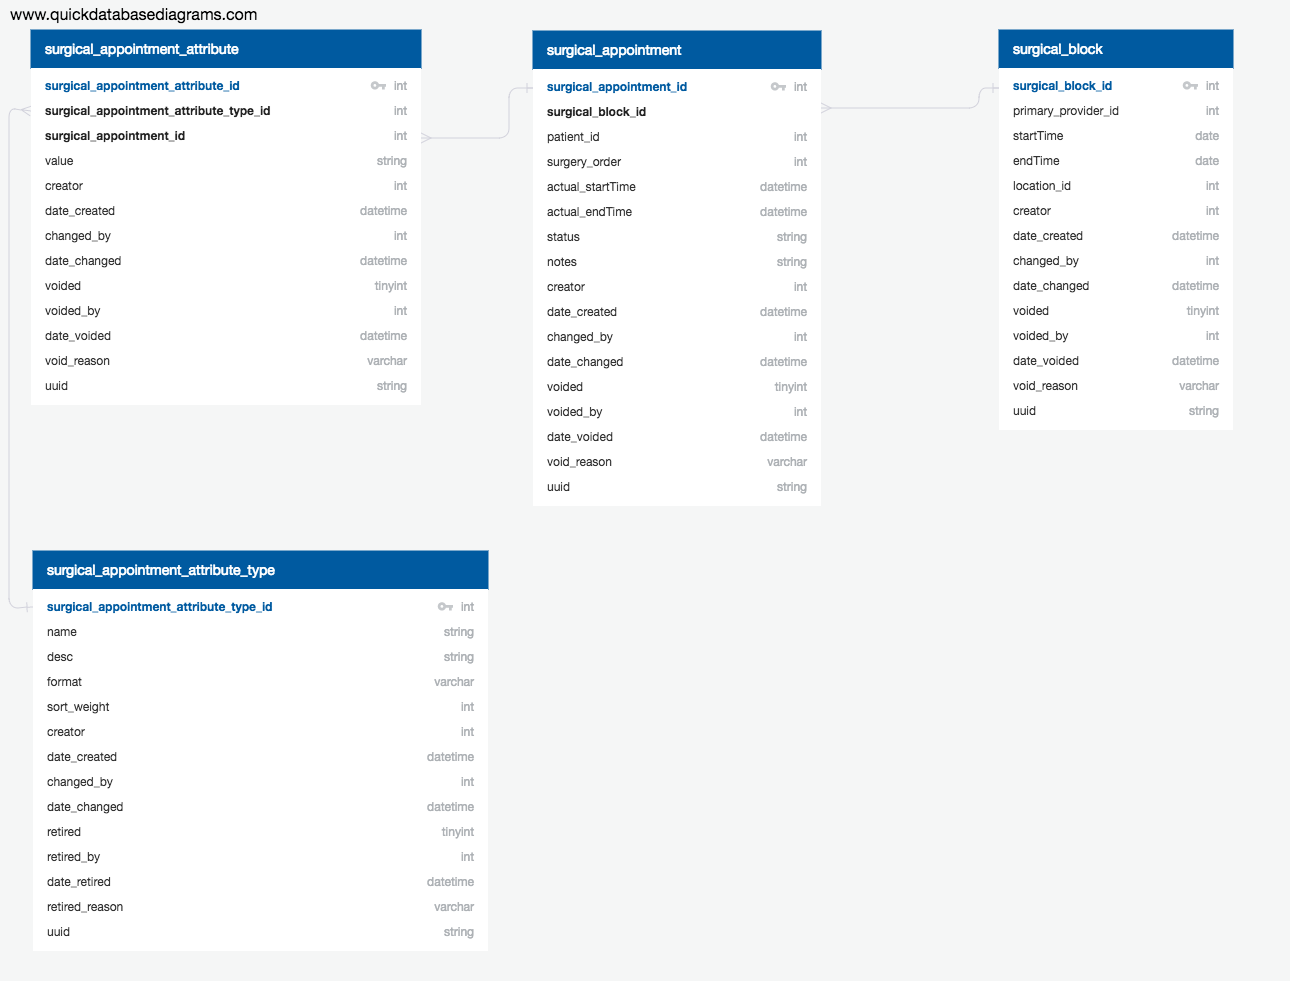 www.quickdatabasediagrams.com
surgical_appointment_attribute
surgical_appointment_attribute_id int
surgical_appointment_attribute_type_id int
surgical_appointment_id int
value string
creator int
date_created datetime
changed_by int
date_changed datetime
voided tinyint
voided_by int
date_voided datetime
void_reason varchar
uuid string
surgical_appointment
surgical_appointment_id int
surgical_block_id
patient_id int
surgery_order int
actual_startTime datetime
actual_endTime datetime
status string
notes string
creator int
date_created datetime
changed_by int
date_changed datetime
voided tinyint
voided_by int
date_voided datetime
void_reason varchar
uuid string
surgical_block
surgical_block_id int
primary_provider_id int
startTime date
endTime date
location_id int
creator int
date_created datetime
changed_by int
date_changed datetime
voided tinyint
voided_by int
date_voided datetime
void_reason varchar
uuid string
surgical_appointment_attribute_type
surgical_appointment_attribute_type_id int
name string
desc string
format varchar
sort_weight int
creator int
date_created datetime
changed_by int
date_changed datetime
retired tinyint
retired_by int
date_retired datetime
retired_reason varchar
uuid string